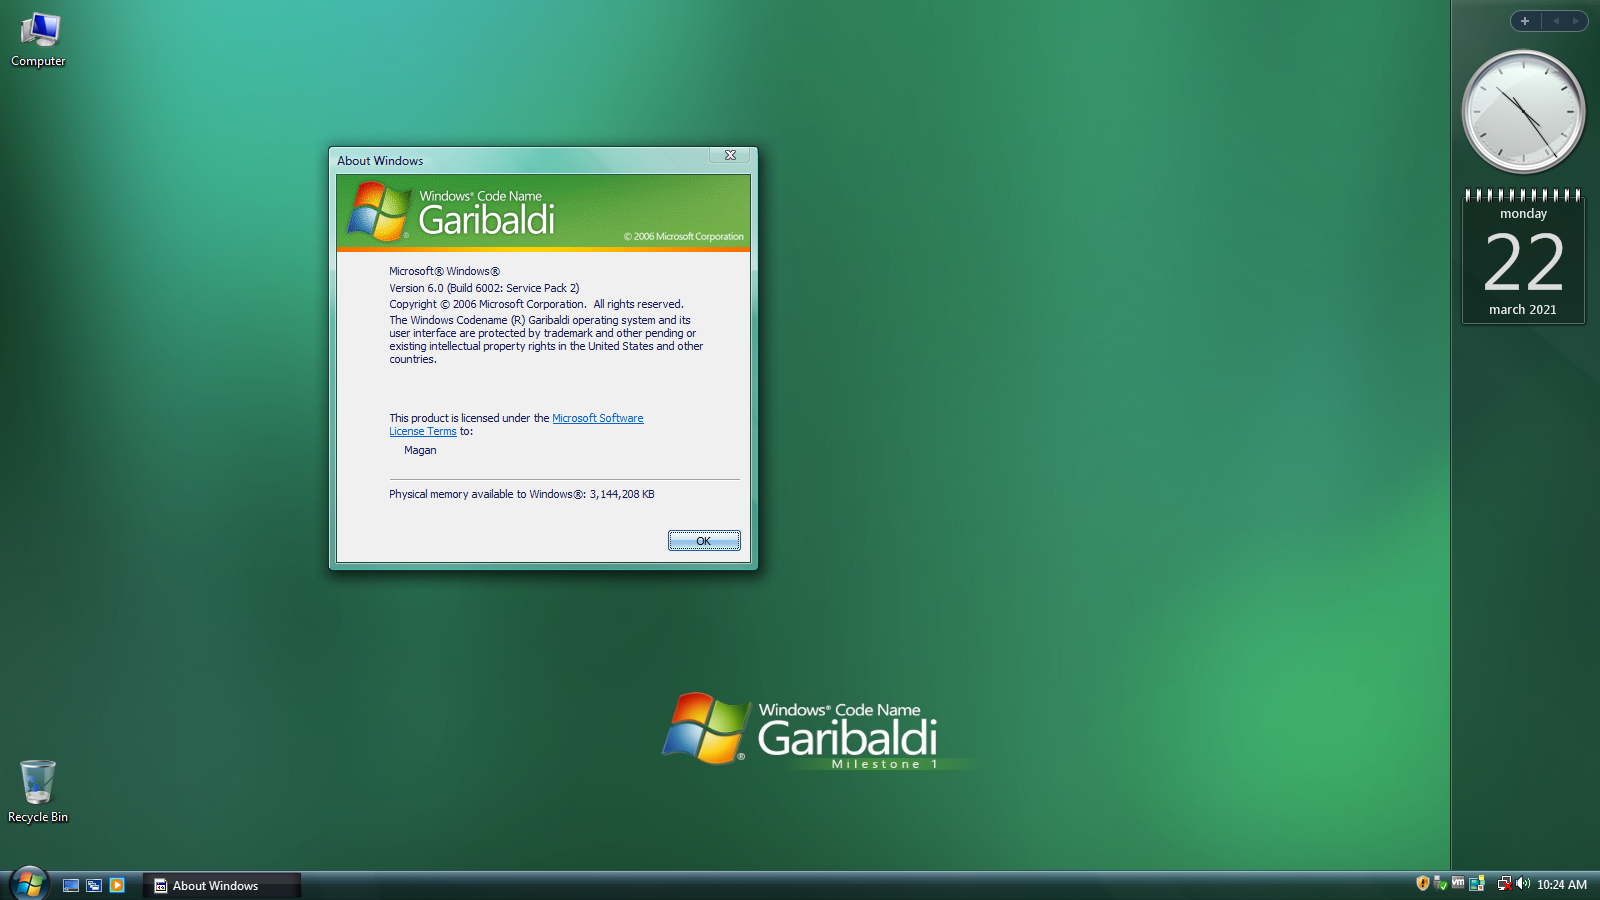 Computer
About Windows
Windows® Code Name
Garibaldi
© 2006 Microsoft Corporation
Microsoft® Windows®
Version 6.0 (Build 6002: Service Pack 2)
Copyright © 2006 Microsoft Corporation. All rights reserved.
The Windows Codename (R) Garibaldi operating system and its
user interface are protected by trademark and other pending or
existing intellectual property rights in the United States and other
countries.
This product is licensed under the Microsoft Software
License Terms to:
Magan
Physical memory available to Windows®: 3,144,208 KB
OK
monday
22
march 2021
Windows® Code Name
Garibaldi
Milestone 1
Recycle Bin
About Windows
vm
10:24 AM